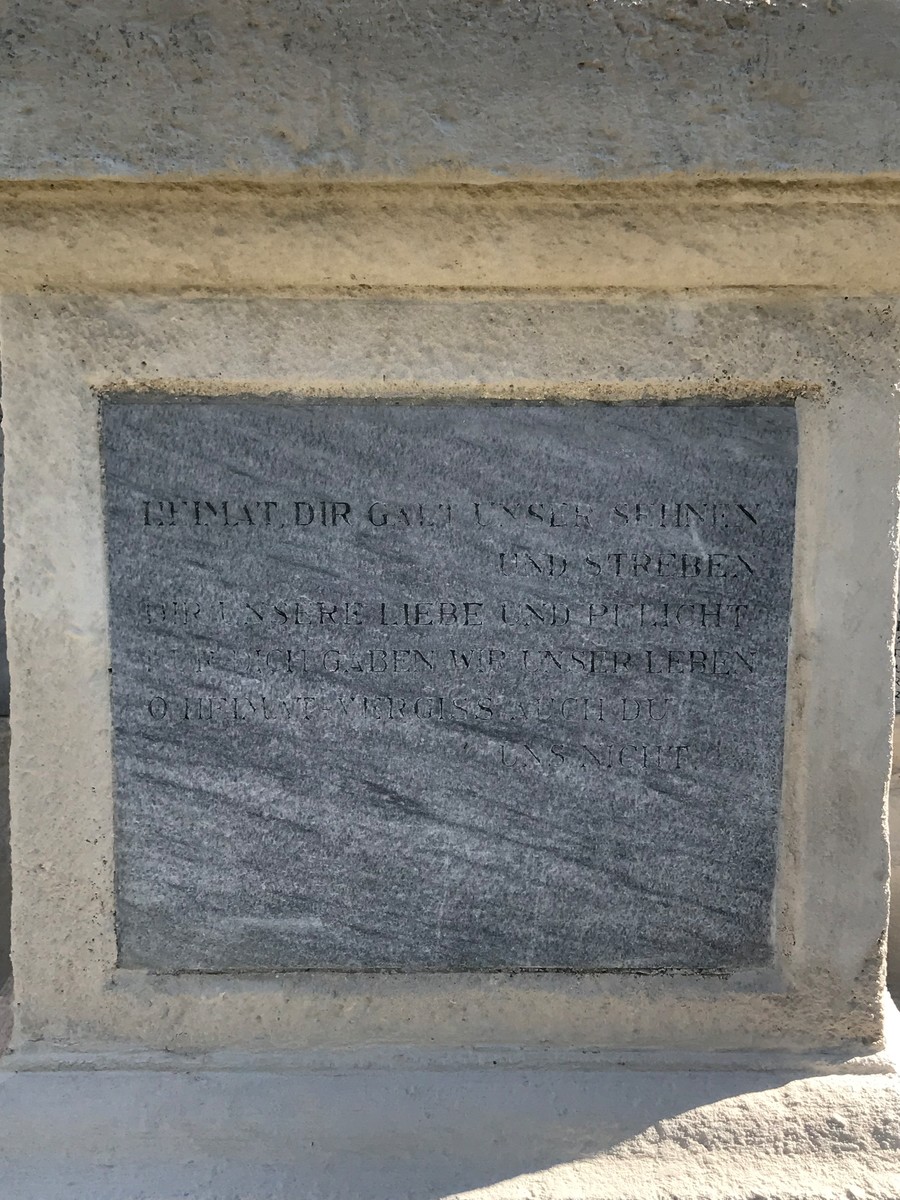 HEIMAT, DIR GALT UNSER SEHNEN
UND STREBEN
DIR UNSERE LIEBE UND PFLICHT
FÜR DICH GABEN WIR UNSER LEBEN
O HEIMAT-VERGISS AUCH DU
UNS NICHT.